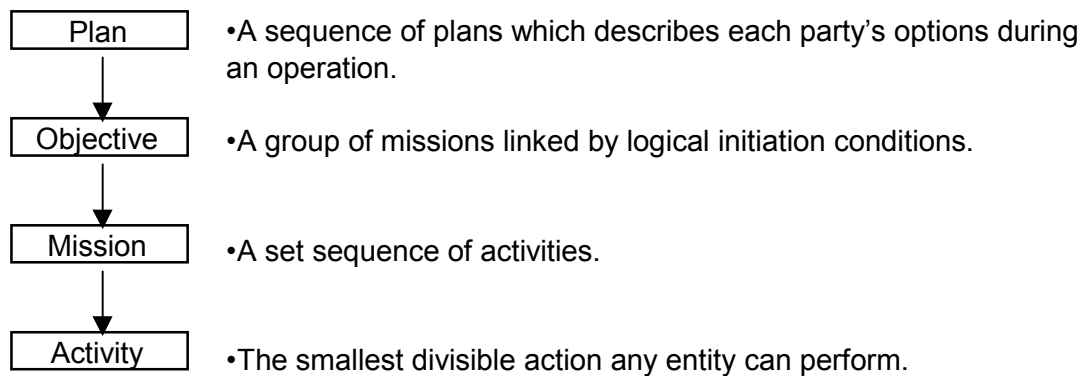 Plan
•A sequence of plans which describes each party's options during
an operation.
Objective
•A group of missions linked by logical initiation conditions.
Mission
•A set sequence of activities.
Activity
•The smallest divisible action any entity can perform.